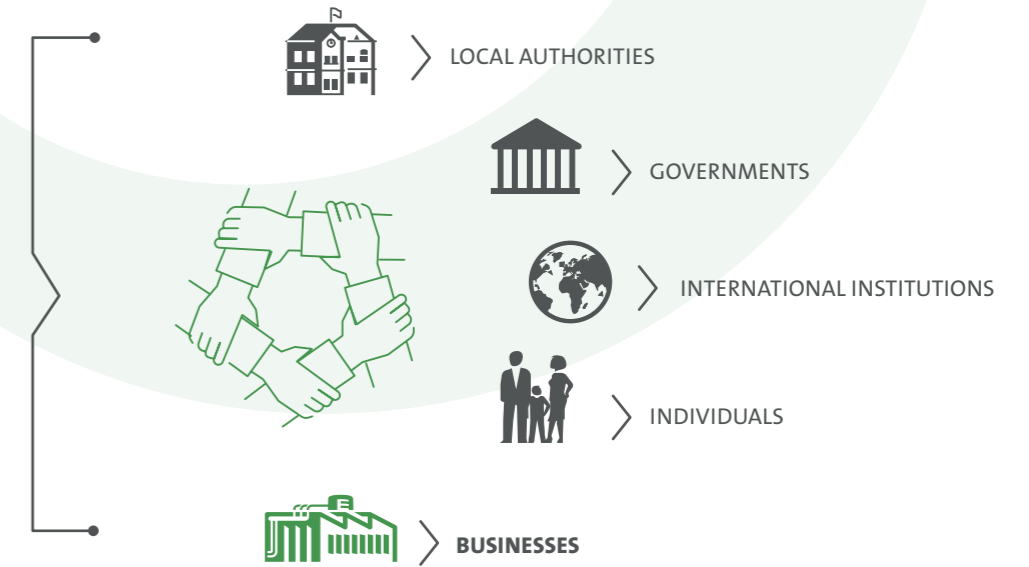 LOCAL AUTHORITIES
GOVERNMENTS
INTERNATIONAL INSTITUTIONS
INDIVIDUALS
E
BUSINESSES